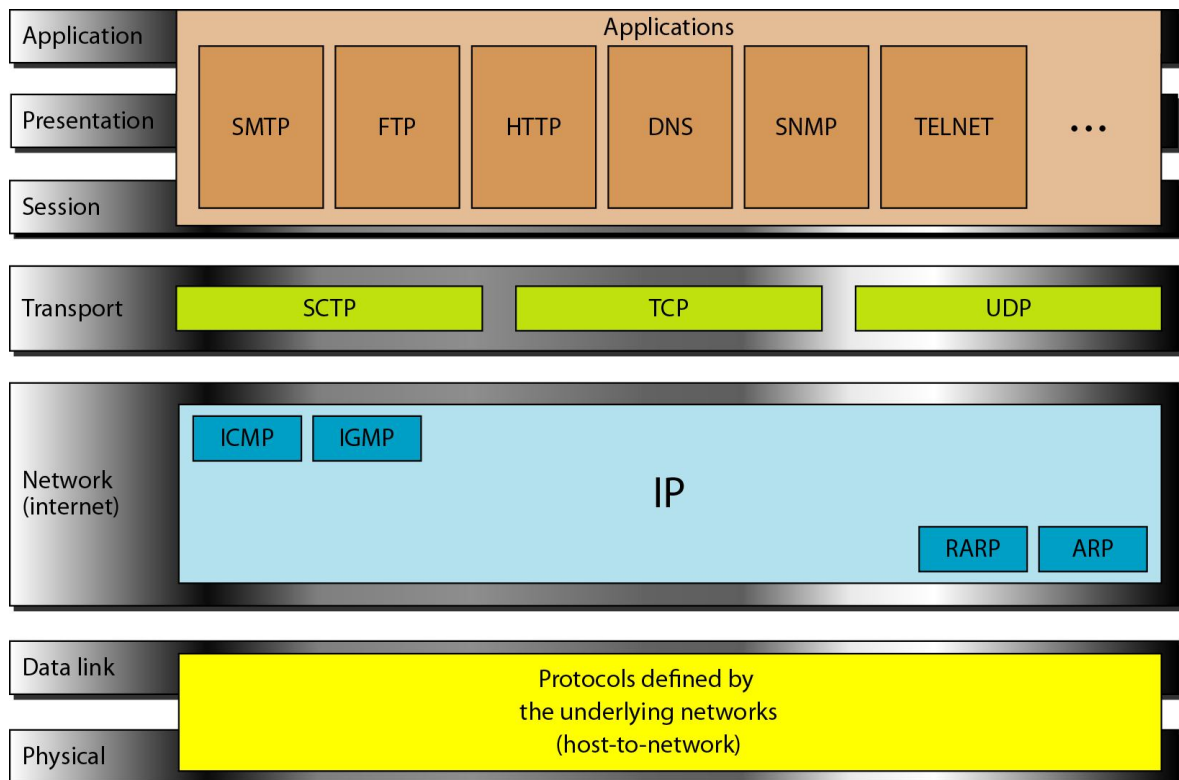 Application
Applications
Presentation
SMTP
FTP
HTTP
DNS
SNMP
TELNET
...
Session
Transport
SCTP
TCP
UDP
Network
(internet)
ICMP
IGMP
IP
RARP
ARP
Data link
Protocols defined by
the underlying networks
(host-to-network)
Physical